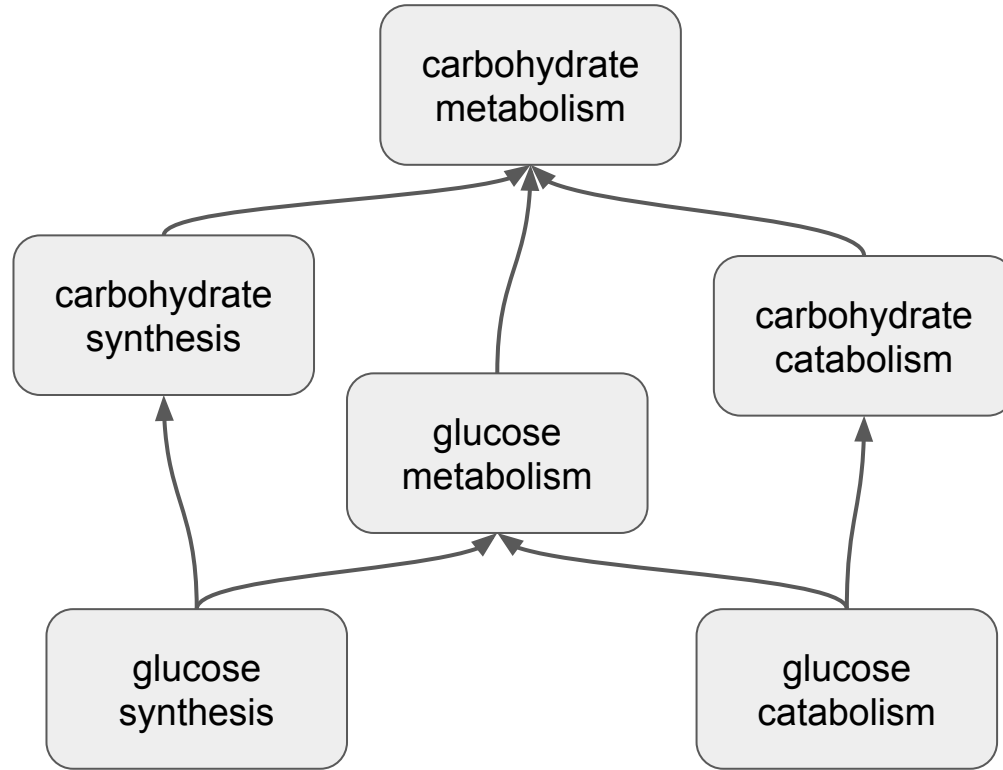 carbohydrate
metabolism
carbohydrate
synthesis
carbohydrate
catabolism
glucose
metabolism
glucose
synthesis
glucose
catabolism